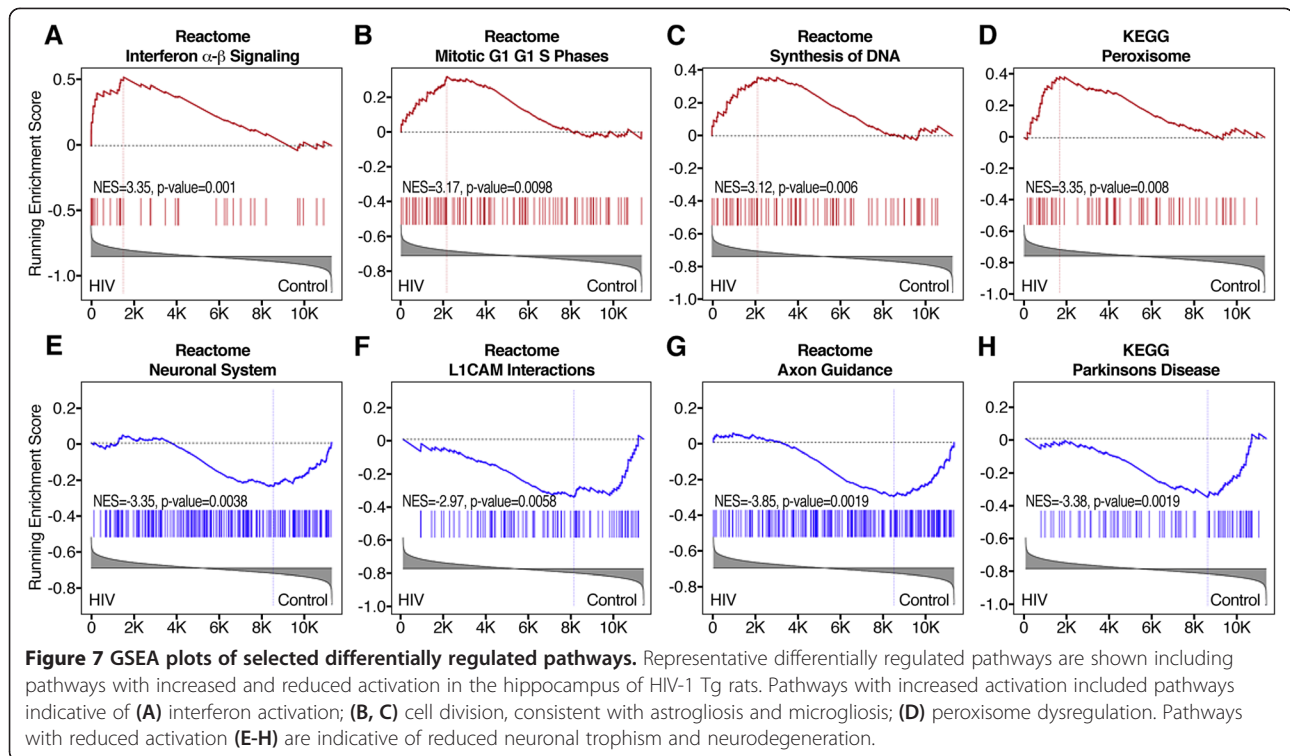 A
Reactome
Interferon α-β Signaling
Running Enrichment Score
0.5
0
-0.5
-1.0
NES=3.35, p-value=0.001
HIV
Control
0 2K 4K 6K 8K 10K
B
Reactome
Mitotic G1 G1 S Phases
0.2
0
-0.2
-0.4
-0.6
-0.8
NES=3.17, p-value=0.0098
HIV
Control
0 2K 4K 6K 8K 10K
C
Reactome
Synthesis of DNA
0.4
0.2
0
-0.2
-0.4
-0.6
-0.8
-1.0
NES=3.12, p-value=0.006
HIV
Control
0 2K 4K 6K 8K 10K
D
KEGG
Peroxisome
0.4
0.2
0
-0.2
-0.4
-0.6
-0.8
-1.0
NES=3.35, p-value=0.008
HIV
Control
0 2K 4K 6K 8K 10K
E
Reactome
Neuronal System
Running Enrichment Score
0.2
0
-0.2
-0.4
-0.6
-0.8
NES=-3.35, p-value=0.0038
HIV
Control
0 2K 4K 6K 8K 10K
F
Reactome
L1CAM Interactions
0.2
0
-0.2
-0.4
-0.6
-0.8
-1.0
NES=-2.97, p-value=0.0058
HIV
Control
0 2K 4K 6K 8K 10K
G
Reactome
Axon Guidance
0.2
0
-0.2
-0.4
-0.6
-0.8
NES=-3.85, p-value=0.0019
HIV
Control
0 2K 4K 6K 8K 10K
H
KEGG
Parkinsons Disease
0.2
0
-0.2
-0.4
-0.6
-0.8
-1.0
NES=-3.38, p-value=0.0019
HIV
Control
0 2K 4K 6K 8K 10K
Figure 7 GSEA plots of selected differentially regulated pathways. Representative differentially regulated pathways are shown including
pathways with increased and reduced activation in the hippocampus of HIV-1 Tg rats. Pathways with increased activation included pathways
indicative of (A) interferon activation; (B, C) cell division, consistent with astrogliosis and microgliosis; (D) peroxisome dysregulation. Pathways
with reduced activation (E-H) are indicative of reduced neuronal trophism and neurodegeneration.